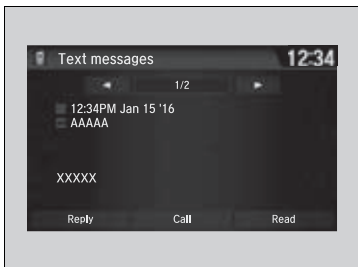 Text messages 12:34
1/2
12:34PM Jan 15 '16
AAAAA
XXXXX
Reply Call Read